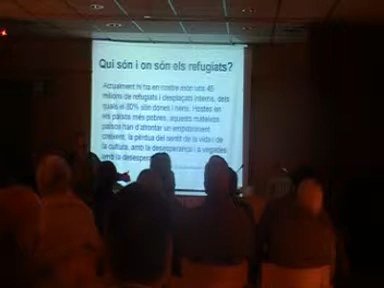 Qui són i on són els refugiats?
Actualment hi ha en nostre món uns 45
milions de refugiats i desplaçats interns, dels
quals el 80% són dones i nens. Hostes en
els països més pobres, aquests mateixos
països han d'afrontar un empobriment
creixent, la pèrdua del sentit de la vida i de
la cultura, amb la desesperança i a vegades
amb la